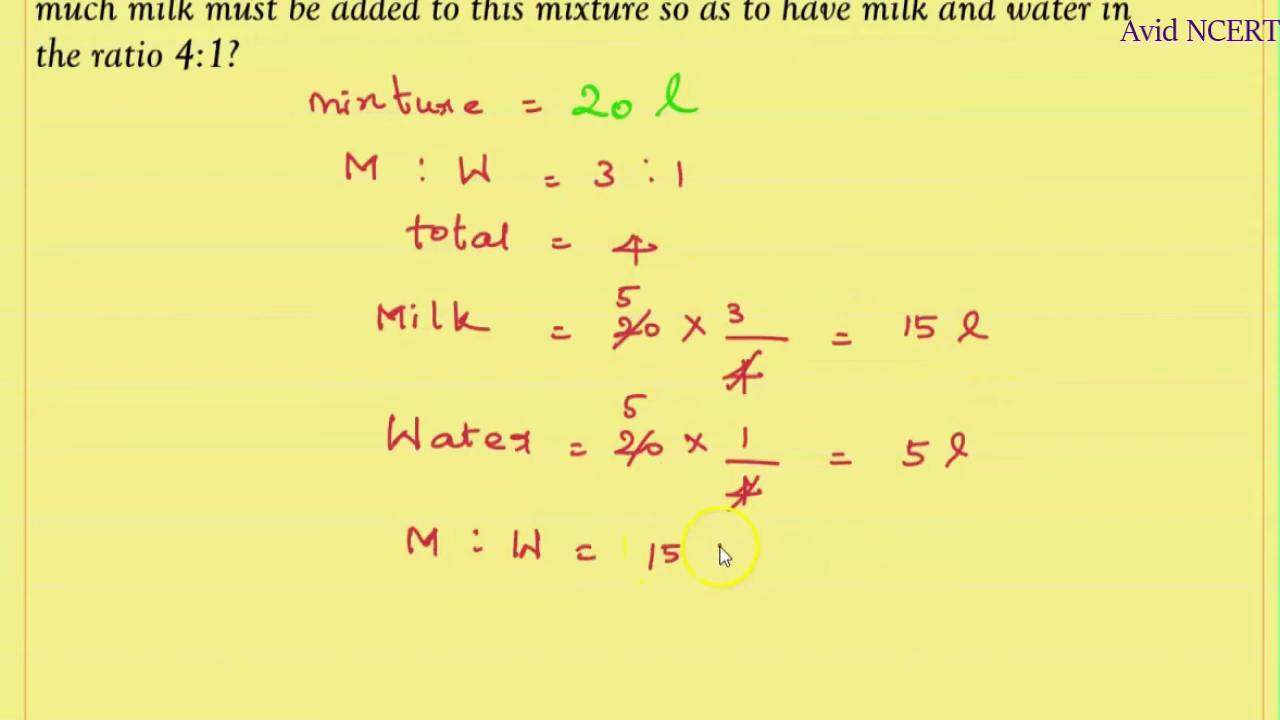 much milk must be added to this mixture so as to have milk and water in
Avid NCERT
the ratio 4:1?
mixture = 20 l
M : W = 3 : 1
total = 4
Milk = 5 20 × 3/4 = 15 l
Water = 5 20 × 1/4 = 5 l
M : W = 15